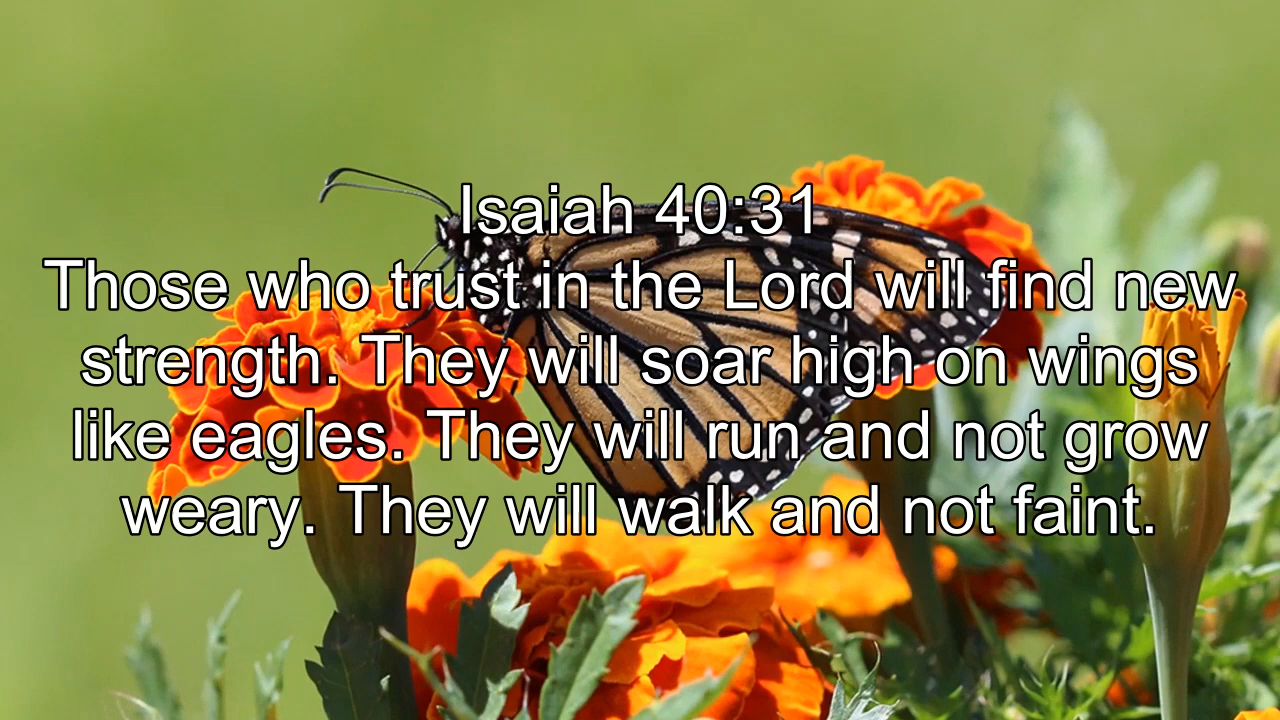 Isaiah 40:31
Those who trust in the Lord will find new
strength. They will soar high on wings
like eagles. They will run and not grow
weary. They will walk and not faint.